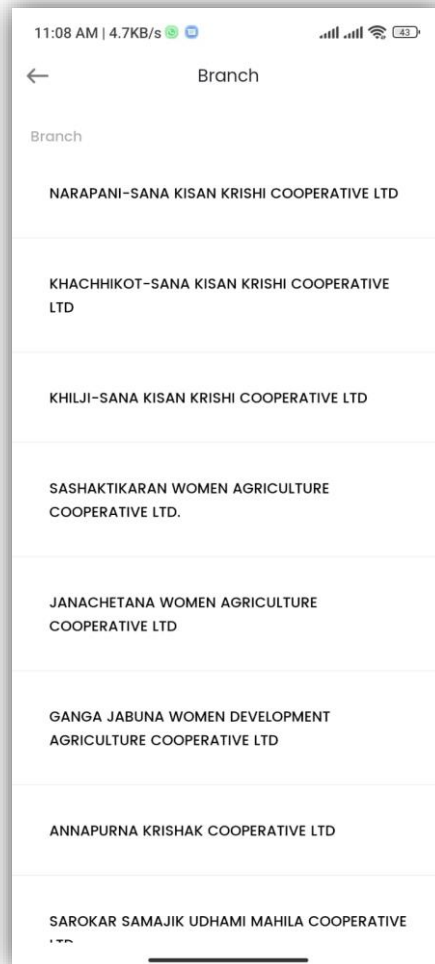 11:08 AM | 4.7KB/s
43
Branch
Branch
NARAPANI-SANA KISAN KRISHI COOPERATIVE LTD
KHACHHIKOT-SANA KISAN KRISHI COOPERATIVE
LTD
KHILJI-SANA KISAN KRISHI COOPERATIVE LTD
SASHAKTIKARAN WOMEN AGRICULTURE
COOPERATIVE LTD.
JANACHETANA WOMEN AGRICULTURE
COOPERATIVE LTD
GANGA JABUNA WOMEN DEVELOPMENT
AGRICULTURE COOPERATIVE LTD
ANNAPURNA KRISHAK COOPERATIVE LTD
SAROKAR SAMAJIK UDHAMI MAHILA COOPERATIVE